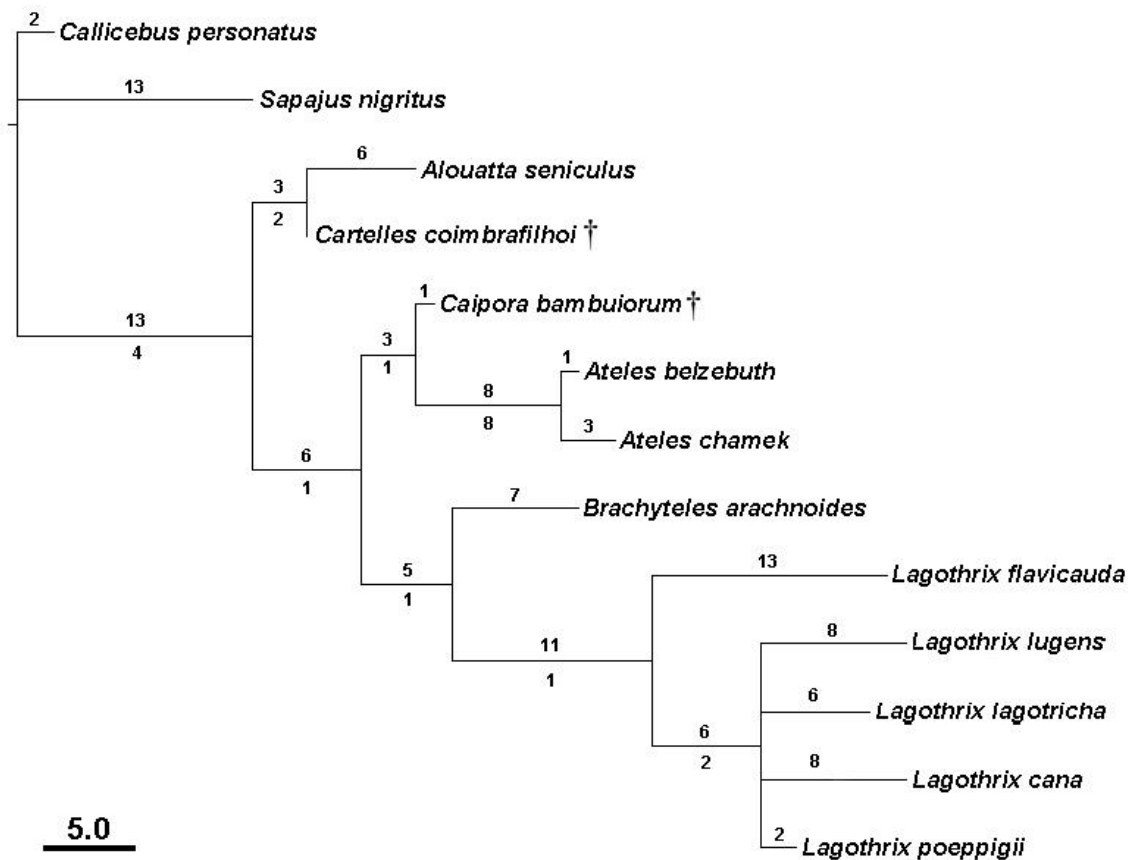 2
Callicebus personatus
13
Sapajus nigritus
6
Alouatta seniculus
3
2
Cartelles coimbrafilhoi †
1
Caipora bambuiorum †
13
4
3
1
1
Ateles belzebuth
8
8
3
Ateles chamek
6
1
7
Brachyteles arachnoides
5
1
13
Lagothrix flavicauda
8
Lagothrix lugens
11
1
6
Lagothrix lagotricha
6
2
8
Lagothrix cana
2
Lagothrix poeppigii
5.0